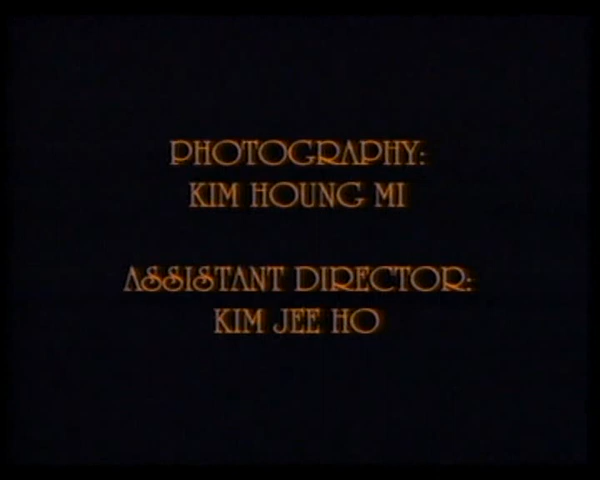 PHOTOGRAPHY:
KIM HOUNG MI
ASSISTANT DIRECTOR:
KIM JEE HO